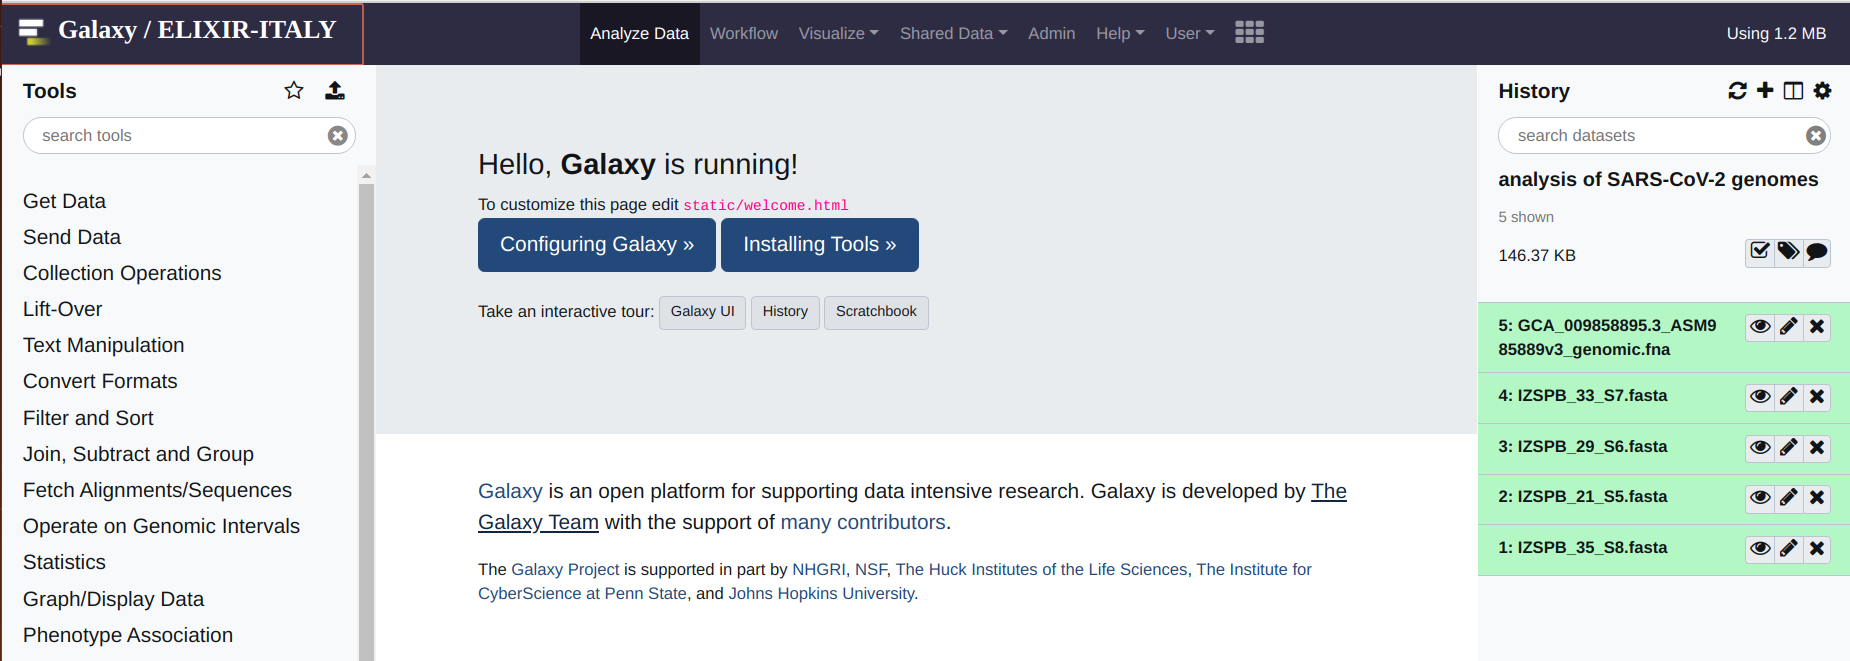 Galaxy / ELIXIR-ITALY
Analyze Data
Workflow
Visualize
Shared Data
Admin
Help
User
Using 1.2 MB
Tools
search tools
Get Data
Send Data
Collection Operations
Lift-Over
Text Manipulation
Convert Formats
Filter and Sort
Join, Subtract and Group
Fetch Alignments/Sequences
Operate on Genomic Intervals
Statistics
Graph/Display Data
Phenotype Association
Hello, Galaxy is running!
To customize this page edit static/welcome.html
Configuring Galaxy »
Installing Tools »
Take an interactive tour: Galaxy UI History Scratchbook
Galaxy is an open platform for supporting data intensive research. Galaxy is developed by The
Galaxy Team with the support of many contributors.
The Galaxy Project is supported in part by NHGRI, NSF, The Huck Institutes of the Life Sciences, The Institute for
CyberScience at Penn State, and Johns Hopkins University.
History
search datasets
analysis of SARS-CoV-2 genomes
5 shown
146.37 KB
5: GCA_009858895.3_ASM9
85889v3_genomic.fna
4: IZSPB_33_S7.fasta
3: IZSPB_29_S6.fasta
2: IZSPB_21_S5.fasta
1: IZSPB_35_S8.fasta